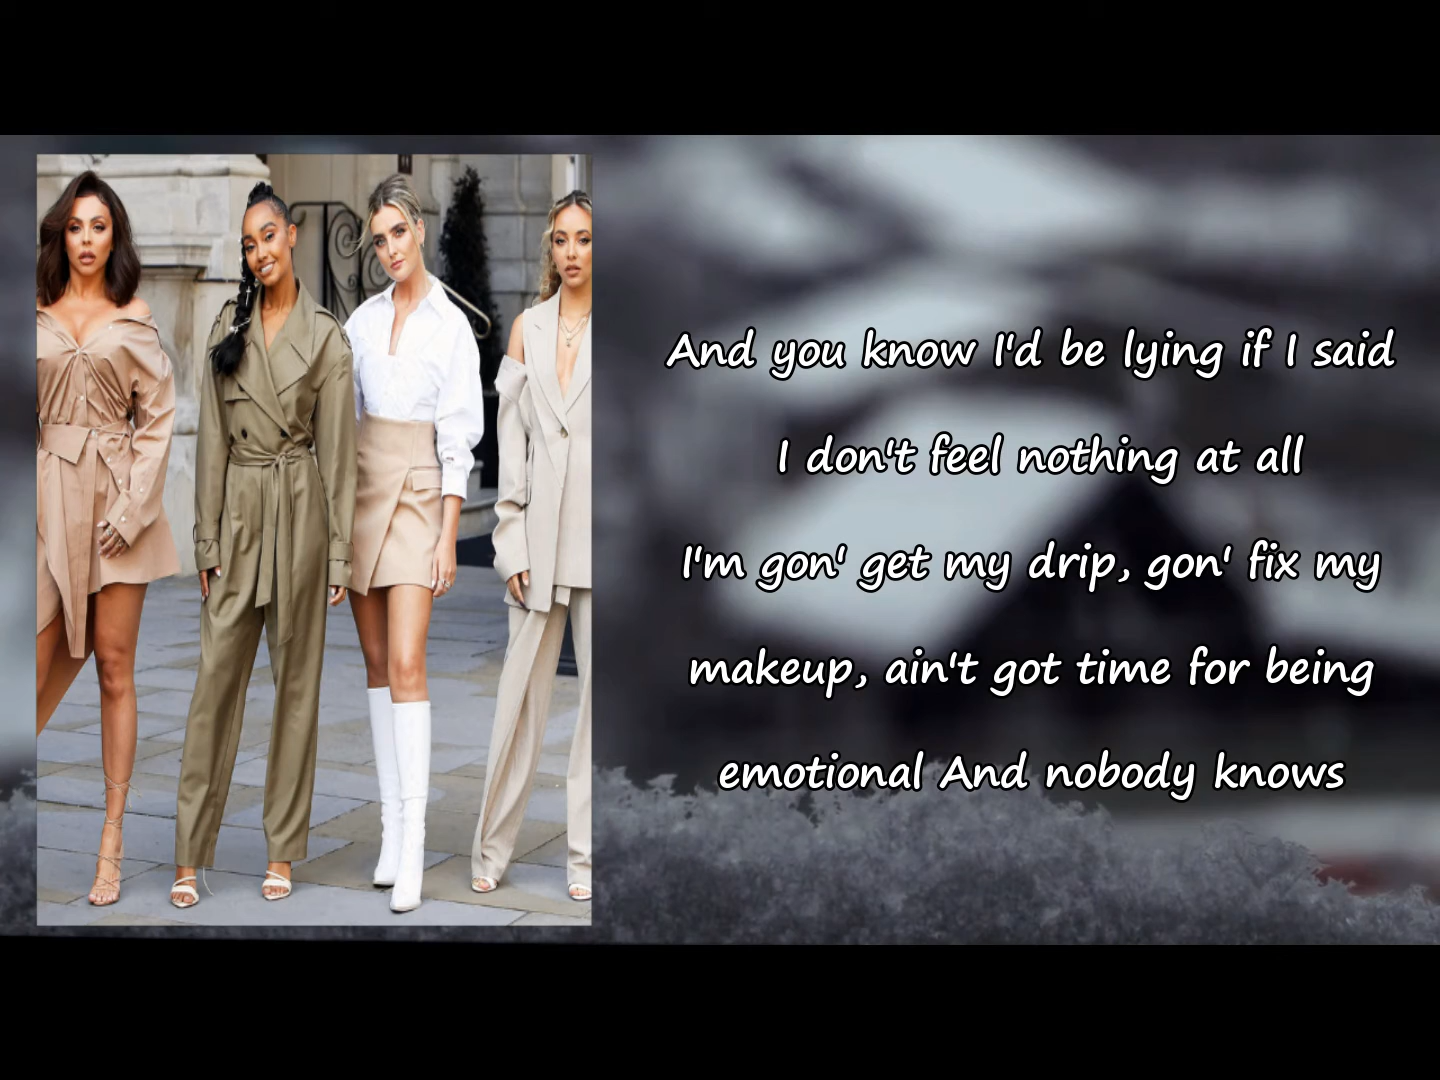 And you know I'd be lying if I said
I don't feel nothing at all
I'm gon' get my drip, gon' fix my
makeup, ain't got time for being
emotional And nobody knows